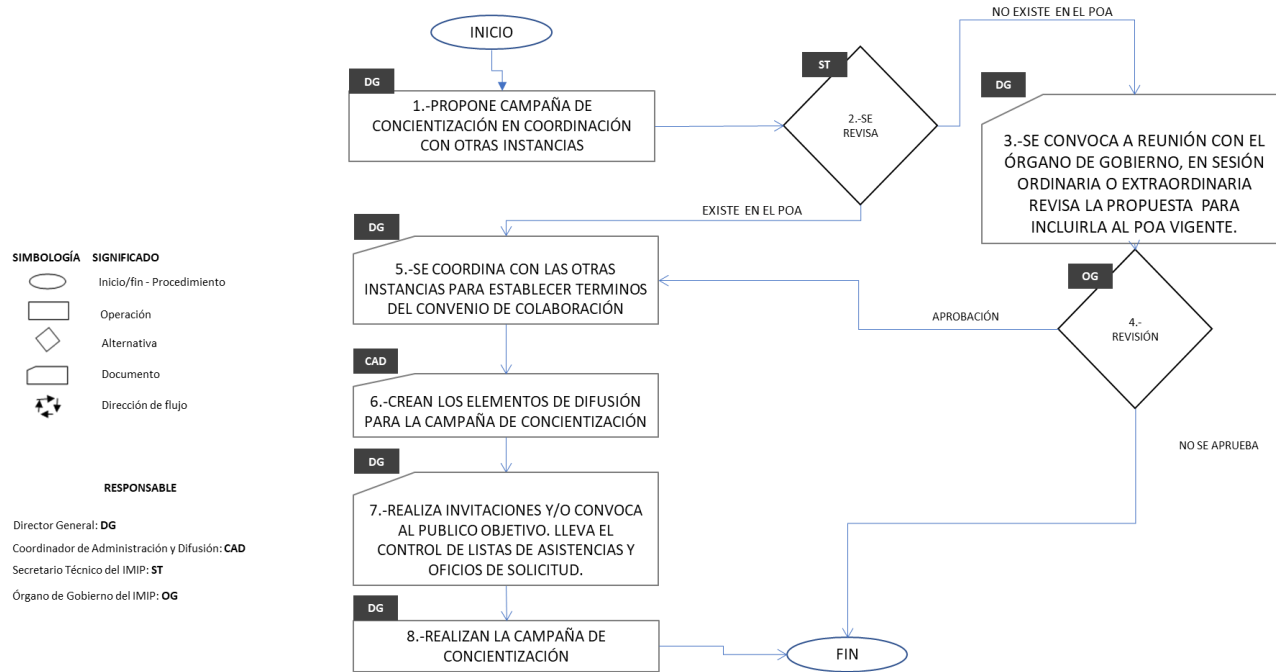 INICIO
DG
1.-PROPONE CAMPAÑA DE
CONCIENTIZACIÓN EN COORDINACIÓN
CON OTRAS INSTANCIAS
ST
2.-SE
REVISA
NO EXISTE EN EL POA
DG
3.-SE CONVOCA A REUNIÓN CON EL
ÓRGANO DE GOBIERNO, EN SESIÓN
ORDINARIA O EXTRAORDINARIA
REVISA LA PROPUESTA PARA
INCLUIRLA AL POA VIGENTE.
EXISTE EN EL POA
OG
4.-
REVISIÓN
APROBACIÓN
NO SE APRUEBA
DG
5.-SE COORDINA CON LAS OTRAS
INSTANCIAS PARA ESTABLECER TERMINOS
DEL CONVENIO DE COLABORACIÓN
CAD
6.-CREAN LOS ELEMENTOS DE DIFUSIÓN
PARA LA CAMPAÑA DE CONCIENTIZACIÓN
DG
7.-REALIZA INVITACIONES Y/O CONVOCA
AL PUBLICO OBJETIVO. LLEVA EL
CONTROL DE LISTAS DE ASISTENCIAS Y
OFICIOS DE SOLICITUD.
DG
8.-REALIZAN LA CAMPAÑA DE
CONCIENTIZACIÓN
FIN
SIMBOLOGÍA SIGNIFICADO
Inicio/fin - Procedimiento
Operación
Alternativa
Documento
Dirección de flujo
RESPONSABLE
Director General: DG
Coordinador de Administración y Difusión: CAD
Secretario Técnico del IMIP: ST
Órgano de Gobierno del IMIP: OG